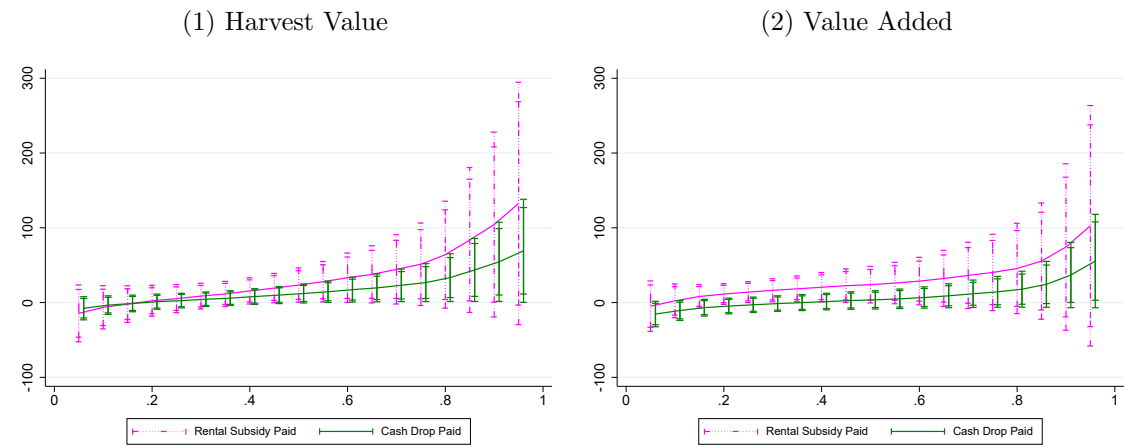 (1) Harvest Value
300
200
100
0
-100
0 .2 .4 .6 .8 1
Rental Subsidy Paid Cash Drop Paid
(2) Value Added
300
200
100
0
-100
0 .2 .4 .6 .8 1
Rental Subsidy Paid Cash Drop Paid